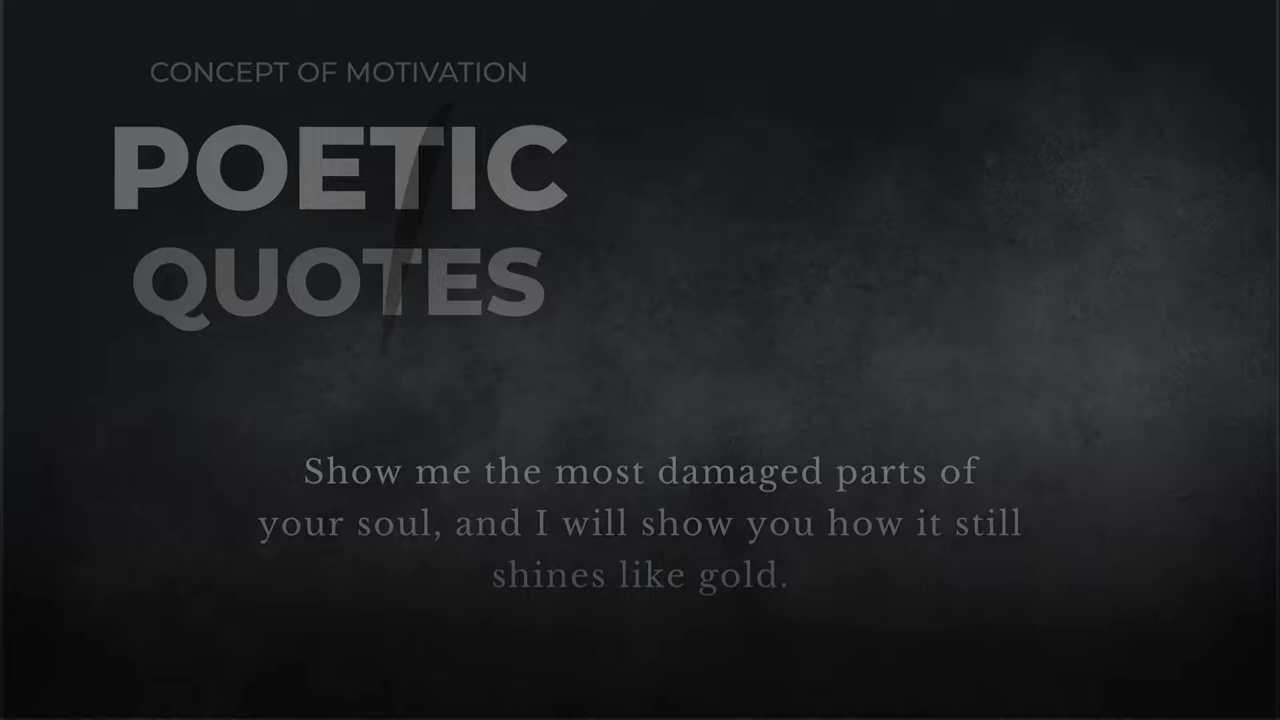 CONCEPT OF MOTIVATION
POETIC
QUOTES
Show me the most damaged parts of
your soul, and I will show you how it still
shines like gold.